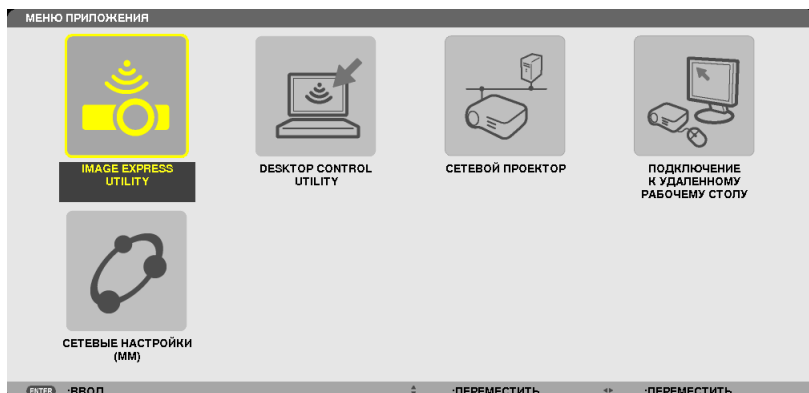 МЕНЮ ПРИЛОЖЕНИЯ
IMAGE EXPRESS
UTILITY
DESKTOP CONTROL
UTILITY
СЕТЕВОЙ ПРОЕКТОР
ПОДКЛЮЧЕНИЕ
К УДАЛЕННОМУ
РАБОЧЕМУ СТОЛУ
СЕТЕВЫЕ НАСТРОЙКИ
(MM)
ENTER :ВВОД :ПЕРЕМЕСТИТЬ :ПЕРЕМЕСТИТЬ